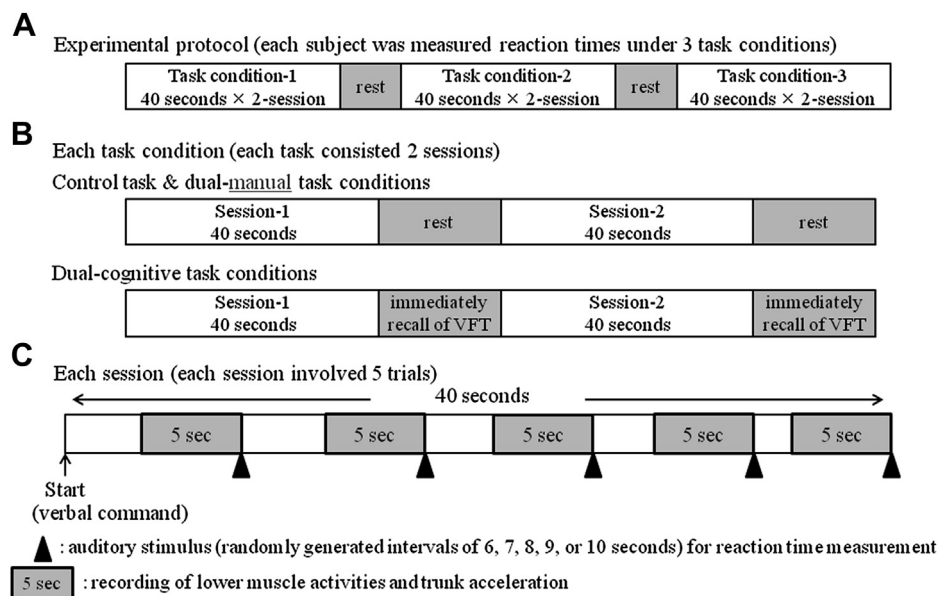 A
Experimental protocol (each subject was measured reaction times under 3 task conditions)
Task condition-1 rest Task condition-2 rest Task condition-3
40 seconds × 2-session 40 seconds × 2-session 40 seconds × 2-session
B
Each task condition (each task consisted 2 sessions)
Control task & dual-manual task conditions
Session-1 rest Session-2 rest
40 seconds 40 seconds
Dual-cognitive task conditions
Session-1 immediately Session-2 immediately
40 seconds recall of VFT 40 seconds recall of VFT
C
Each session (each session involved 5 trials)
40 seconds
5 sec 5 sec 5 sec 5 sec 5 sec
Start
(verbal command)
: auditory stimulus (randomly generated intervals of 6, 7, 8, 9, or 10 seconds) for reaction time measurement
5 sec : recording of lower muscle activities and trunk acceleration